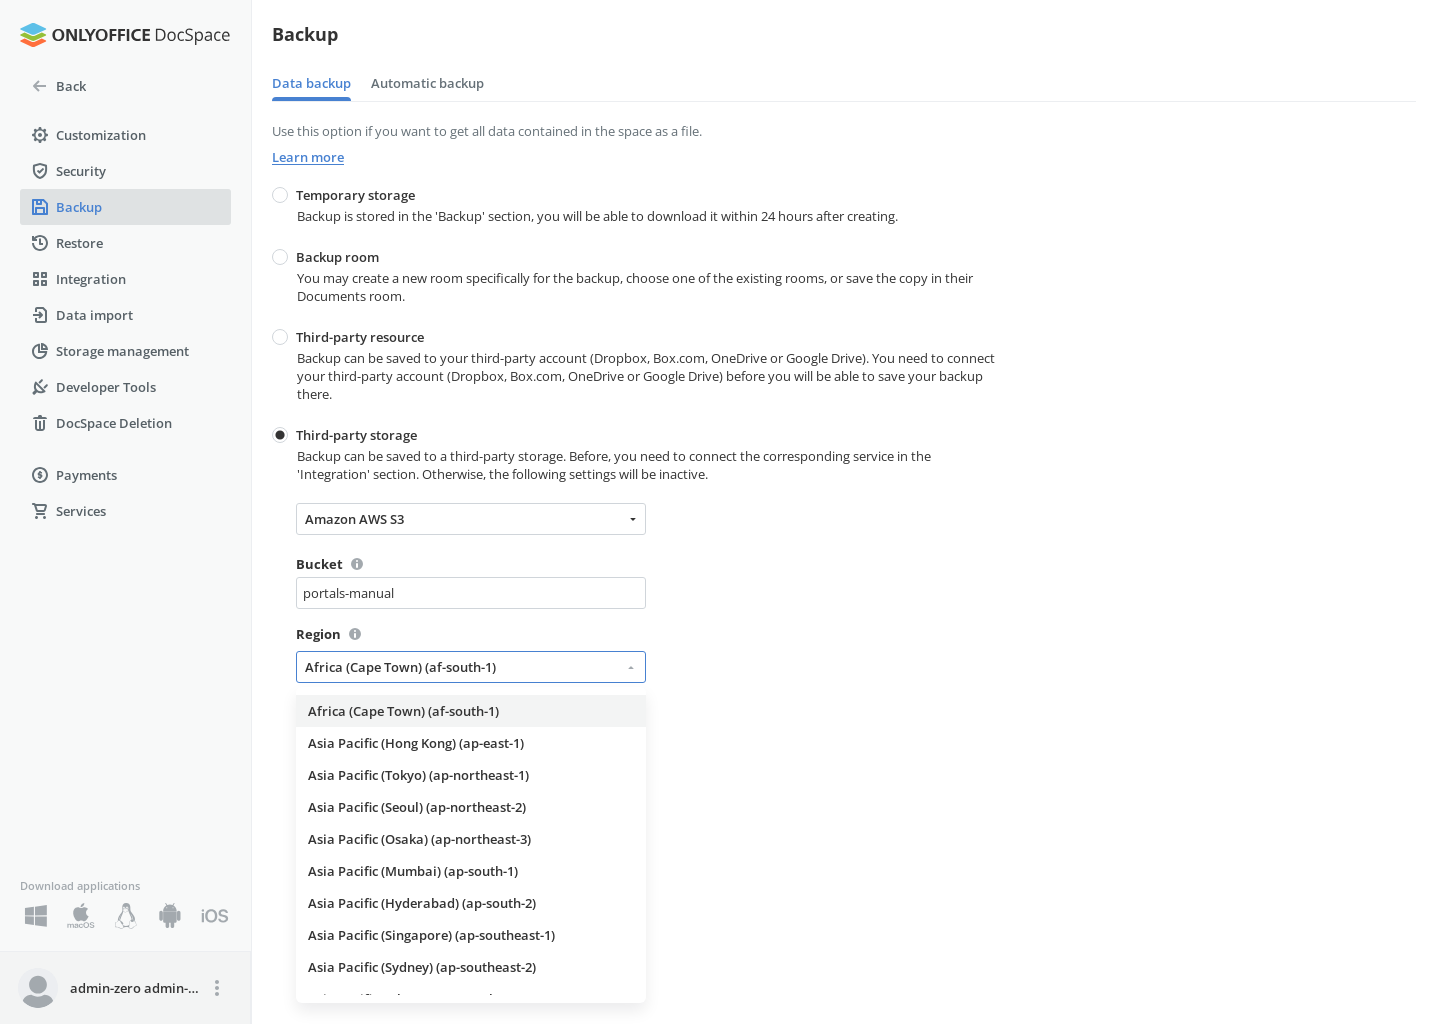 ONLYOFFICE DocSpace
Back
Customization
Security
Backup
Restore
Integration
Data import
Storage management
Developer Tools
DocSpace Deletion
Payments
Services
Download applications
macOS
iOS
admin-zero admin-...
Backup
Data backup
Automatic backup
Use this option if you want to get all data contained in the space as a file.
Learn more
Temporary storage
Backup is stored in the 'Backup' section, you will be able to download it within 24 hours after creating.
Backup room
You may create a new room specifically for the backup, choose one of the existing rooms, or save the copy in their
Documents room.
Third-party resource
Backup can be saved to your third-party account (Dropbox, Box.com, OneDrive or Google Drive). You need to connect
your third-party account (Dropbox, Box.com, OneDrive or Google Drive) before you will be able to save your backup
there.
Third-party storage
Backup can be saved to a third-party storage. Before, you need to connect the corresponding service in the
'Integration' section. Otherwise, the following settings will be inactive.
Amazon AWS S3
Bucket
portals-manual
Region
Africa (Cape Town) (af-south-1)
Africa (Cape Town) (af-south-1)
Asia Pacific (Hong Kong) (ap-east-1)
Asia Pacific (Tokyo) (ap-northeast-1)
Asia Pacific (Seoul) (ap-northeast-2)
Asia Pacific (Osaka) (ap-northeast-3)
Asia Pacific (Mumbai) (ap-south-1)
Asia Pacific (Hyderabad) (ap-south-2)
Asia Pacific (Singapore) (ap-southeast-1)
Asia Pacific (Sydney) (ap-southeast-2)